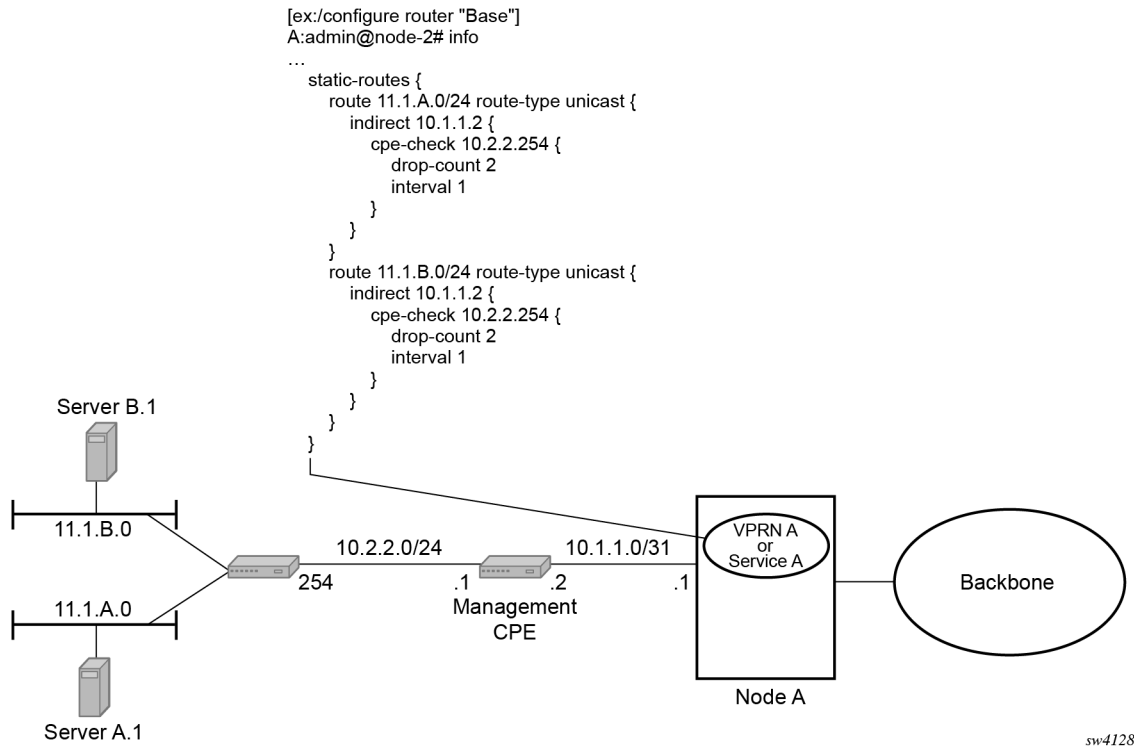 [ex:/configure router "Base"]
A:admin@node-2# info
…
static-routes {
route 11.1.A.0/24 route-type unicast {
indirect 10.1.1.2 {
cpe-check 10.2.2.254 {
drop-count 2
interval 1
}
}
}
route 11.1.B.0/24 route-type unicast {
indirect 10.1.1.2 {
cpe-check 10.2.2.254 {
drop-count 2
interval 1
}
}
}
}
Server B.1
11.1.B.0
11.1.A.0
Server A.1
254
10.2.2.0/24
.1
Management
CPE
.2
10.1.1.0/31
.1
VPRN A
or
Service A
Node A
Backbone
sw4128